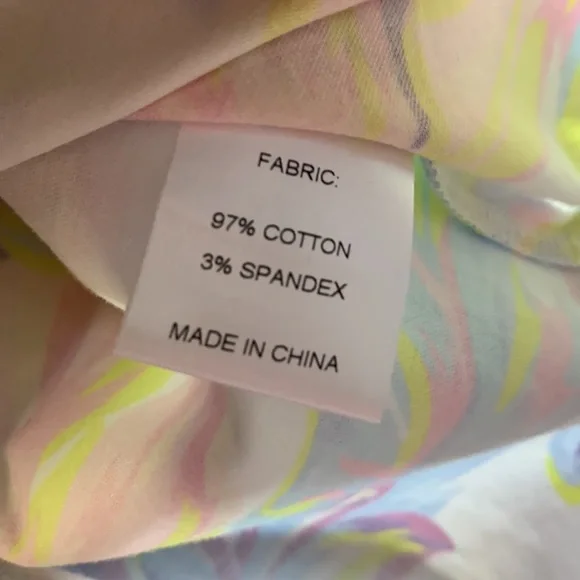 FABRIC:
97% COTTON
3% SPANDEX
MADE IN CHINA